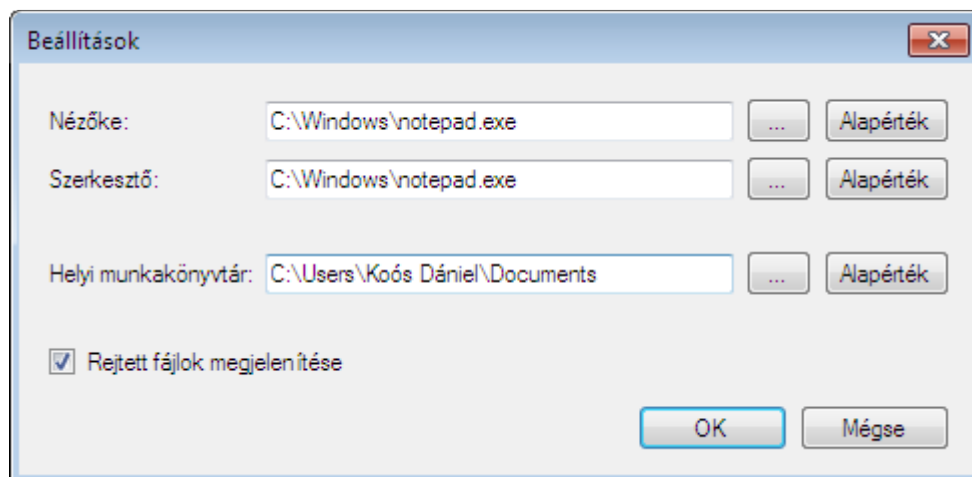 Beállítások
Nézőke: C:\Windows\notepad.exe ... Alapérték
Szerkesztő: C:\Windows\notepad.exe ... Alapérték
Helyi munkakönyvtár: C:\Users\Koós Dániel\Documents ... Alapérték
Rejtett fájlok megjelenítése
OK Mégse